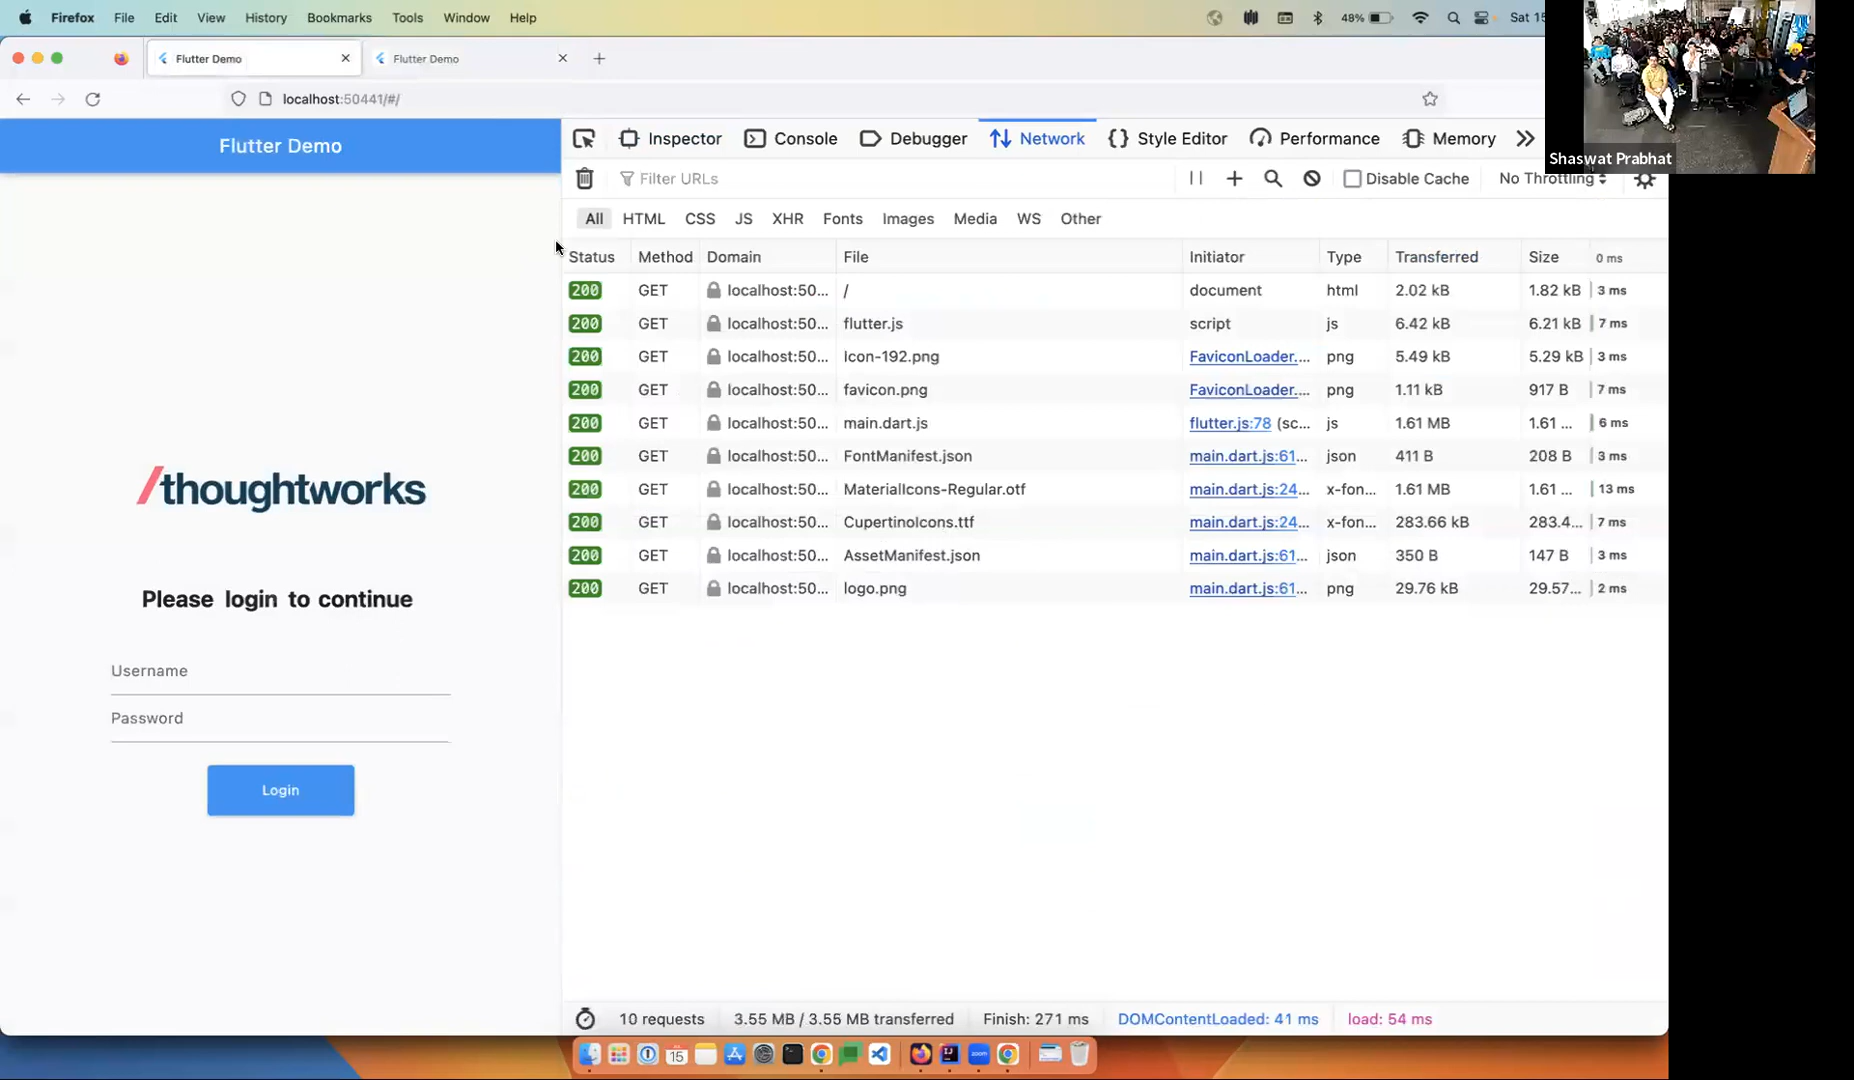 Firefox File Edit View History Bookmarks Tools Window Help 48% Sat 15
Flutter Demo Flutter Demo
localhost:50441/#/
Flutter Demo
Inspector Console Debugger Network Style Editor Performance Memory
Shaswat Prabhat
Filter URLs Disable Cache No Throttling
All HTML CSS JS XHR Fonts Images Media WS Other
Status Method Domain File Initiator Type Transferred Size 0 ms
200 GET localhost:50... / document html 2.02 kB 1.82 kB 3 ms
200 GET localhost:50... flutter.js script js 6.42 kB 6.21 kB 7 ms
200 GET localhost:50... Icon-192.png FaviconLoader.... png 5.49 kB 5.29 kB 3 ms
200 GET localhost:50... favicon.png FaviconLoader.... png 1.11 kB 917 B 7 ms
200 GET localhost:50... main.dart.js flutter.js:78 (sc... js 1.61 MB 1.61 ... 6 ms
200 GET localhost:50... FontManifest.json main.dart.js:61... json 411 B 208 B 3 ms
200 GET localhost:50... MaterialIcons-Regular.otf main.dart.js:24... x-fon... 1.61 MB 1.61 ... 13 ms
200 GET localhost:50... CupertinoIcons.ttf main.dart.js:24... x-fon... 283.66 kB 283.4... 7 ms
200 GET localhost:50... AssetManifest.json main.dart.js:61... json 350 B 147 B 3 ms
200 GET localhost:50... logo.png main.dart.js:61... png 29.76 kB 29.57... 2 ms
/thoughtworks
Please login to continue
Username
Password
Login
10 requests 3.55 MB / 3.55 MB transferred Finish: 271 ms DOMContentLoaded: 41 ms load: 54 ms
15 zoom